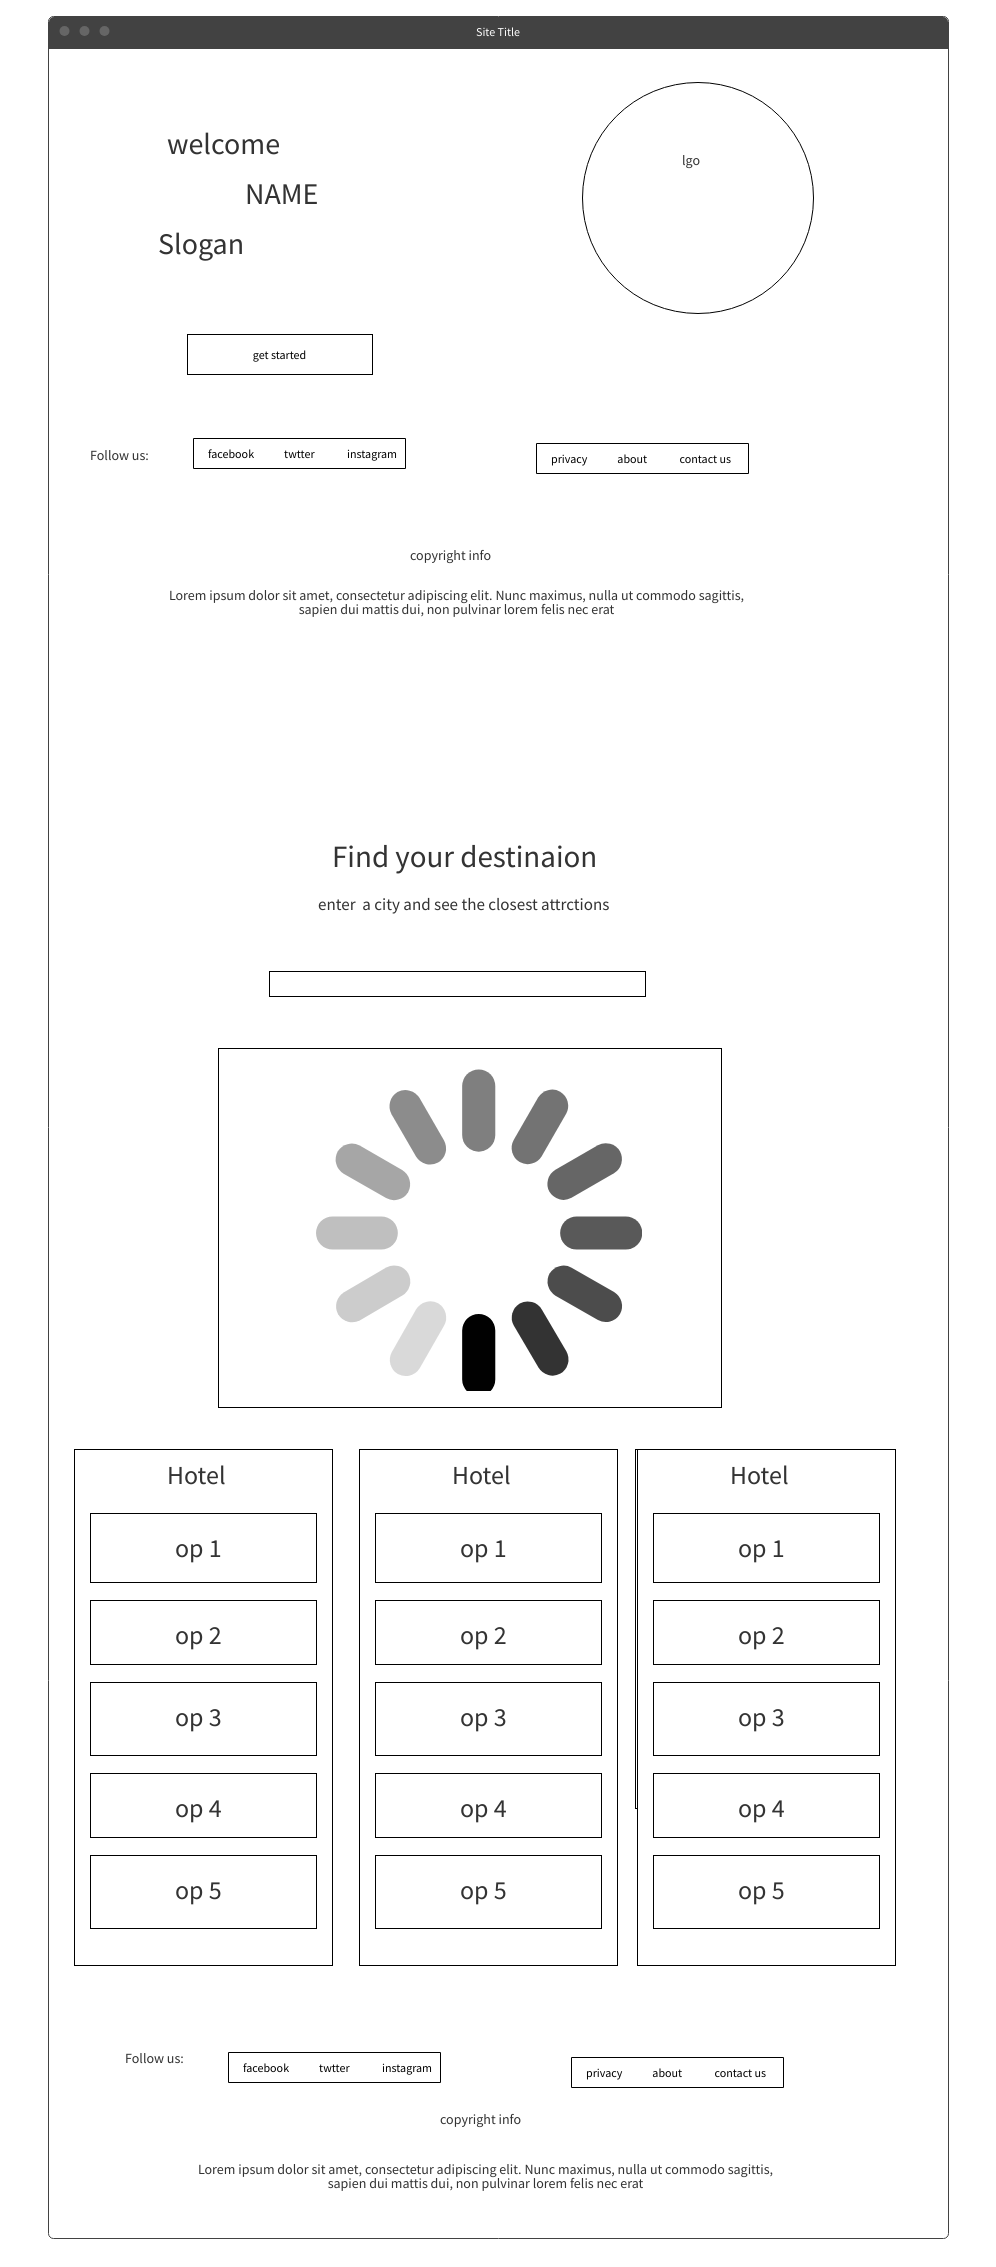 Site Title
welcome
lgo
NAME
Slogan
get started
Follow us:
facebook twtter instagram
privacy about contact us
copyright info
Lorem ipsum dolor sit amet, consectetur adipiscing elit. Nunc maximus, nulla ut commodo sagittis,
sapien dui mattis dui, non pulvinar lorem felis nec erat
Find your destinaion
enter a city and see the closest attrctions
Hotel
op 1
op 2
op 3
op 4
op 5
Hotel
op 1
op 2
op 3
op 4
op 5
Hotel
op 1
op 2
op 3
op 4
op 5
Follow us:
facebook twtter instagram
privacy about contact us
copyright info
Lorem ipsum dolor sit amet, consectetur adipiscing elit. Nunc maximus, nulla ut commodo sagittis,
sapien dui mattis dui, non pulvinar lorem felis nec erat